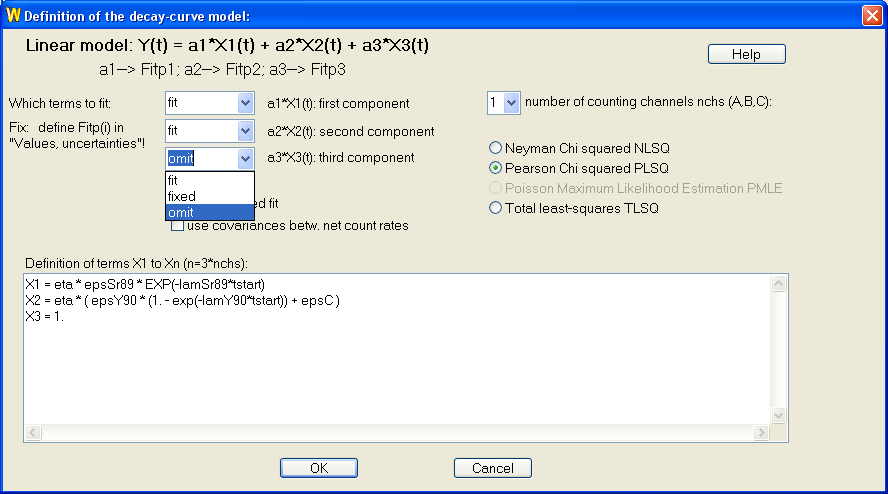 W Definition of the decay-curve model:
Linear model: Y(t) = a1*X1(t) + a2*X2(t) + a3*X3(t)
a1--> Fitp1; a2--> Fitp2; a3--> Fitp3
Help
Which terms to fit:
fit
a1*X1(t): first component
1
number of counting channels nchs (A,B,C):
Fix: define Fitp(i) in
"Values, uncertainties"!
fit
a2*X2(t): second component
omit
a3*X3(t): third component
fit
fixed
omit
ed fit
use covariances betw. net count rates
Neyman Chi squared NLSQ
Pearson Chi squared PLSQ
Poisson Maximum Likelihood Estimation PMLE
Total least-squares TLSQ
Definition of terms X1 to Xn (n=3*nchs):
X1 = eta * epsSr89 * EXP(-lamSr89*tstart)
X2 = eta * ( epsY90 * (1. - exp(-lamY90*tstart)) + epsC )
X3 = 1.
OK
Cancel